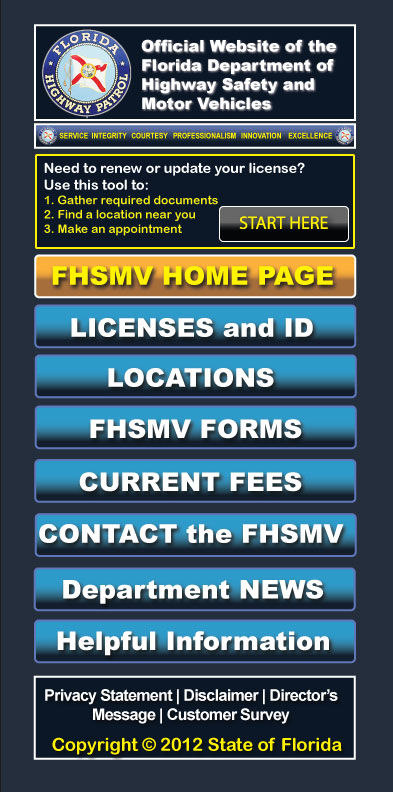 FLORIDA
HIGHWAY PATROL
Official Website of the
Florida Department of
Highway Safety and
Motor Vehicles
SERVICE INTEGRITY COURTESY PROFESSIONALISM INNOVATION EXCELLENCE
Need to renew or update your license?
Use this tool to:
1. Gather required documents
2. Find a location near you
3. Make an appointment
START HERE
FHSMV HOME PAGE
LICENSES and ID
LOCATIONS
FHSMV FORMS
CURRENT FEES
CONTACT the FHSMV
Department NEWS
Helpful Information
Privacy Statement | Disclaimer | Director's
Message | Customer Survey
Copyright © 2012 State of Florida